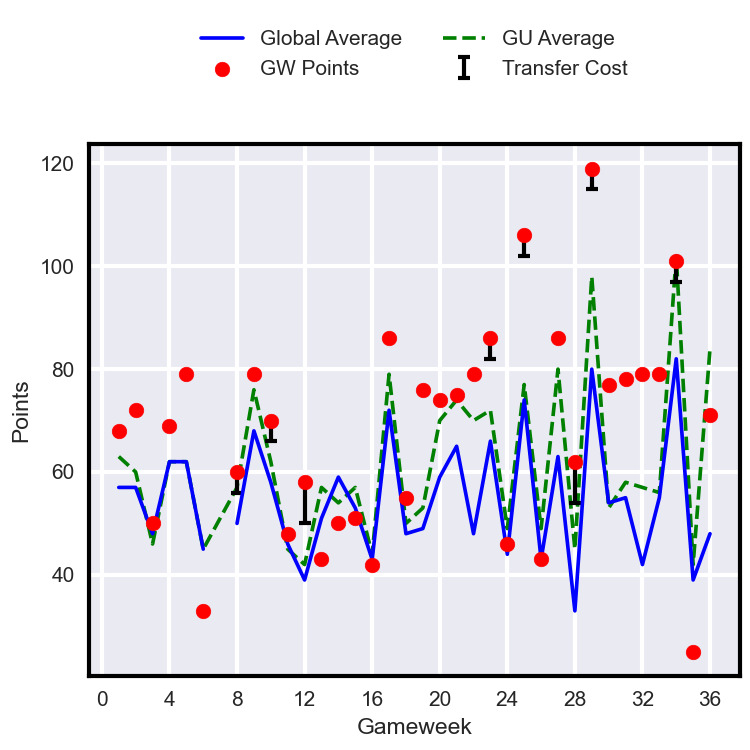 Global Average
GU Average
GW Points
Transfer Cost
120
100
80
60
40
Points
0 4 8 12 16 20 24 28 32 36
Gameweek